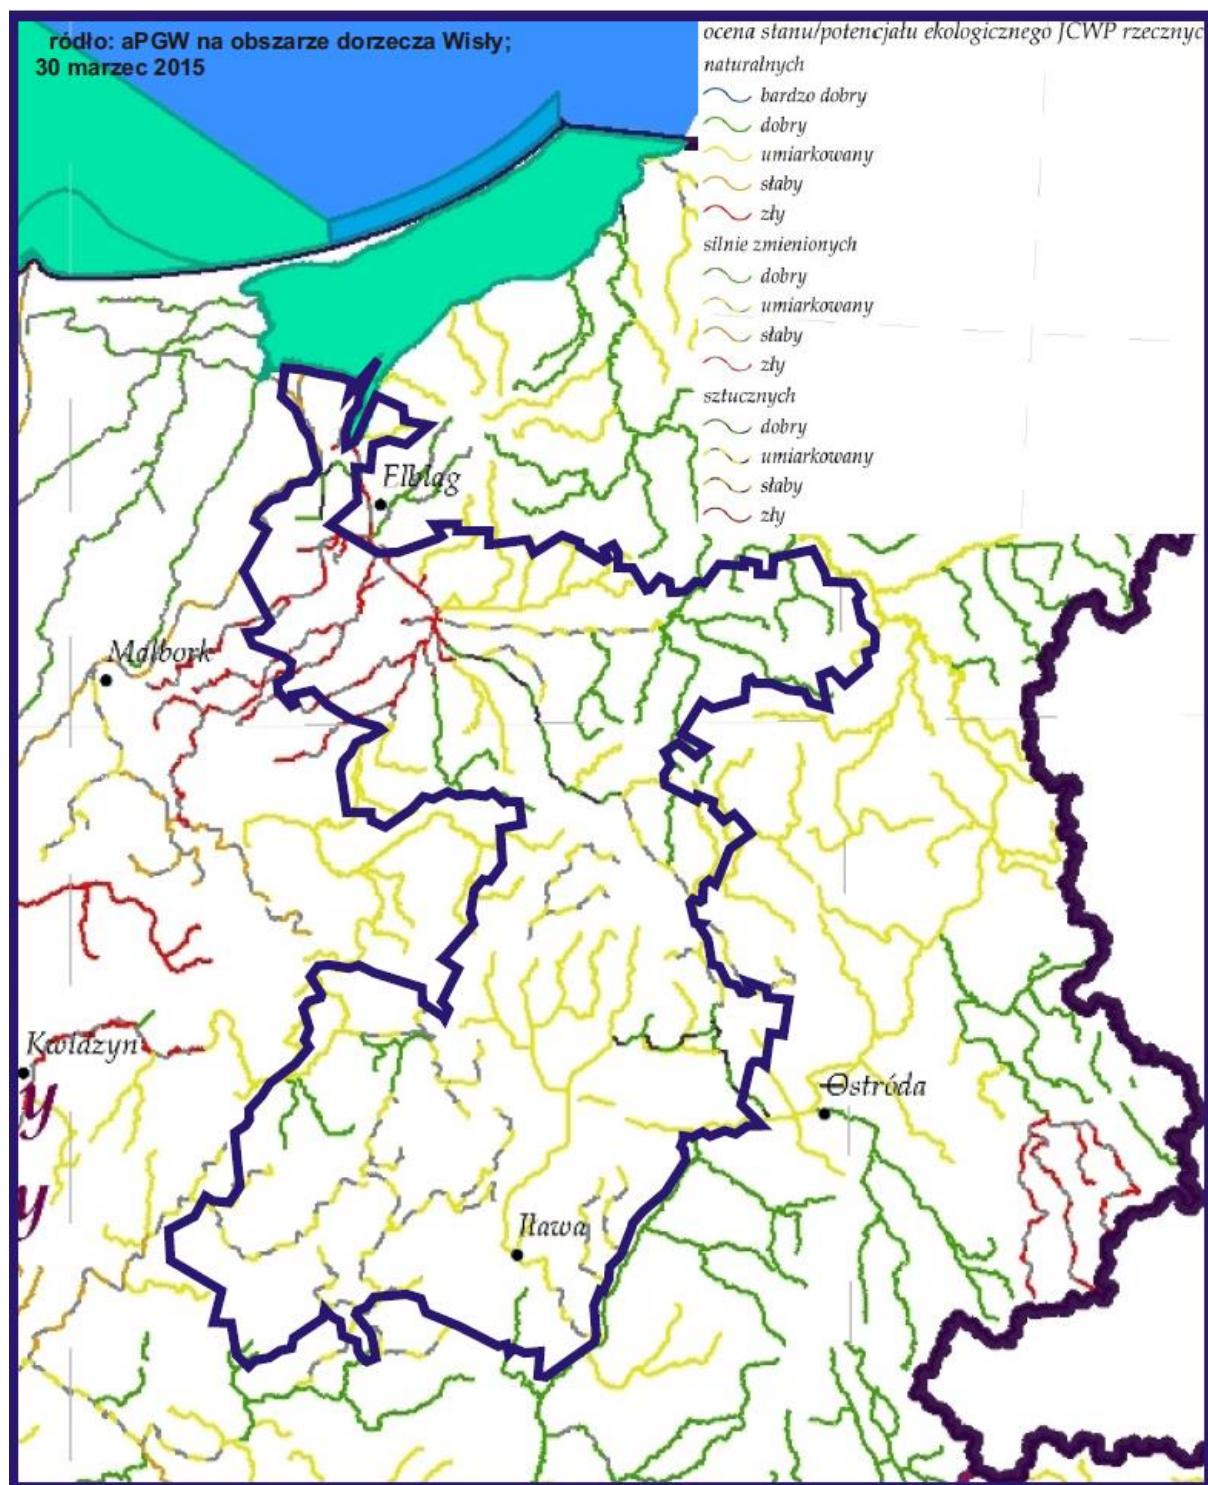 ródło: aPGW na obszarze dorzecza Wisły;
30 marzec 2015
ocena stanu/potencjału ekologicznego JCWP rzecznyc
naturalnych
bardzo dobry
dobry
umiarkowany
słaby
zły
silnie zmienionych
dobry
umiarkowany
słaby
zły
sztucznych
dobry
umiarkowany
słaby
zły
Elbląg
Malbork
Kwidzyn
y
Ostróda
y
Iława